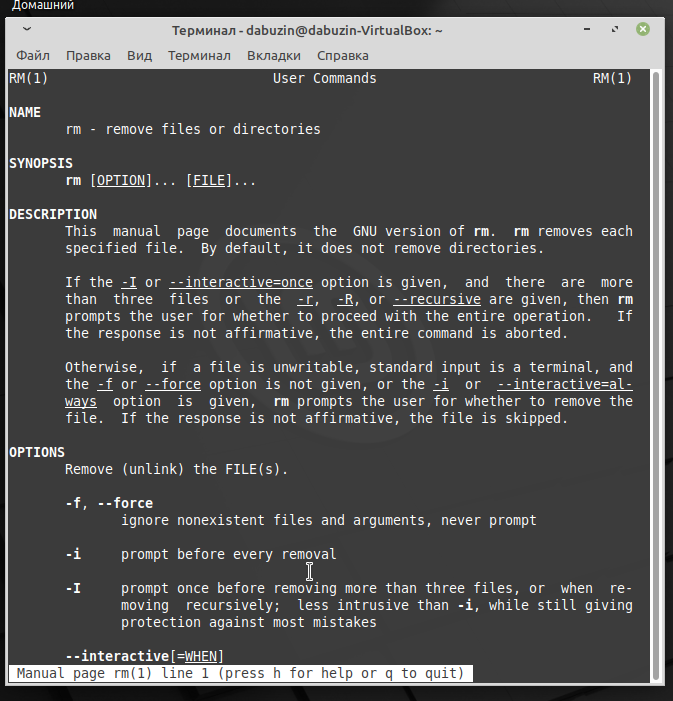 Домашний
Терминал - dabuzin@dabuzin-VirtualBox: ~
Файл Правка Вид Терминал Вкладки Справка
RM(1) User Commands RM(1)
NAME
rm - remove files or directories
SYNOPSIS
rm [OPTION]... [FILE]...
DESCRIPTION
This manual page documents the GNU version of rm. rm removes each
specified file. By default, it does not remove directories.
If the -I or --interactive=once option is given, and there are more
than three files or the -r, -R, or --recursive are given, then rm
prompts the user for whether to proceed with the entire operation. If
the response is not affirmative, the entire command is aborted.
Otherwise, if a file is unwritable, standard input is a terminal, and
the -f or --force option is not given, or the -i or --interactive=al-
ways option is given, rm prompts the user for whether to remove the
file. If the response is not affirmative, the file is skipped.
OPTIONS
Remove (unlink) the FILE(s).
-f, --force
ignore nonexistent files and arguments, never prompt
-i prompt before every removal
-I prompt once before removing more than three files, or when re-
moving recursively; less intrusive than -i, while still giving
protection against most mistakes
--interactive[=WHEN]
Manual page rm(1) line 1 (press h for help or q to quit)